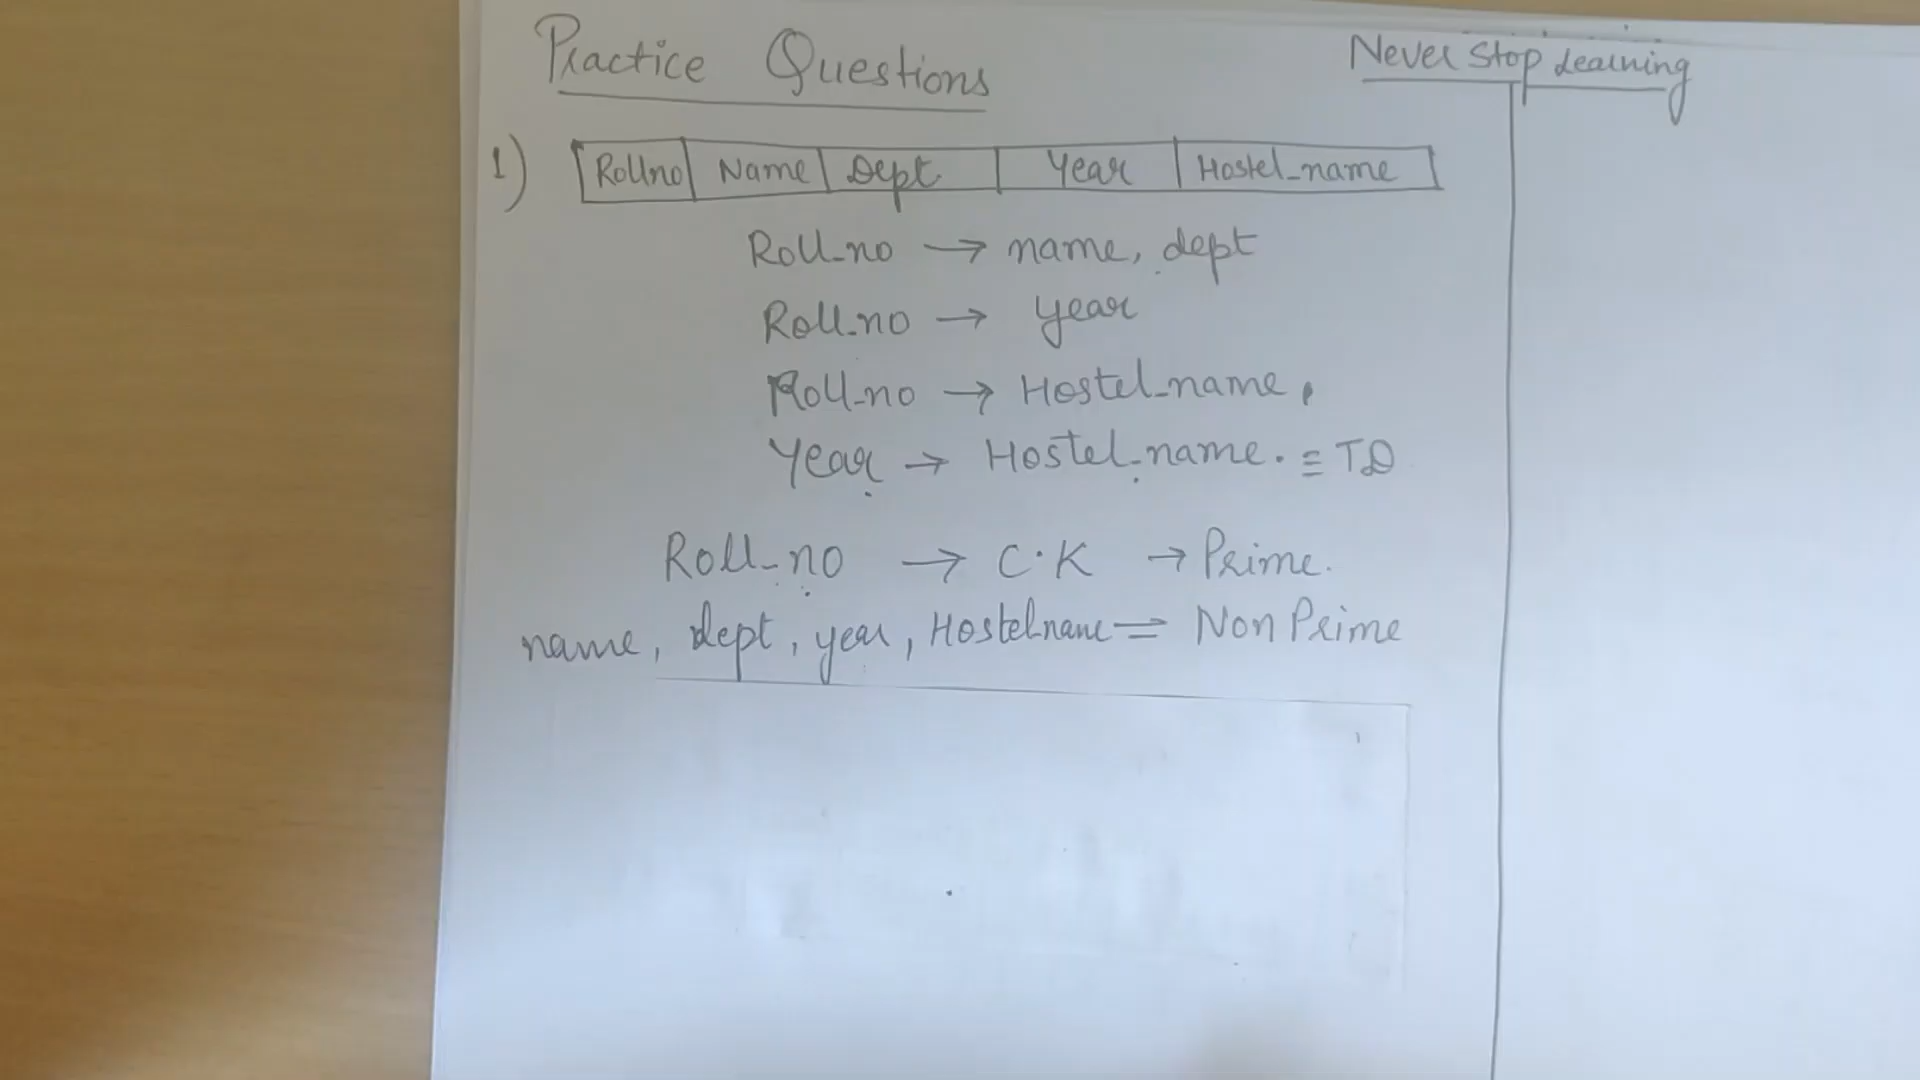 Practice Questions
Never Stop Learning
1) Rollno Name Dept Year Hostel_name
Roll_no → name, dept
Roll_no → year
Roll_no → Hostel_name.
Year → Hostel_name. ≡ TD
Roll_no → C.K → Prime.
name, dept, year, Hostelname = Non Prime